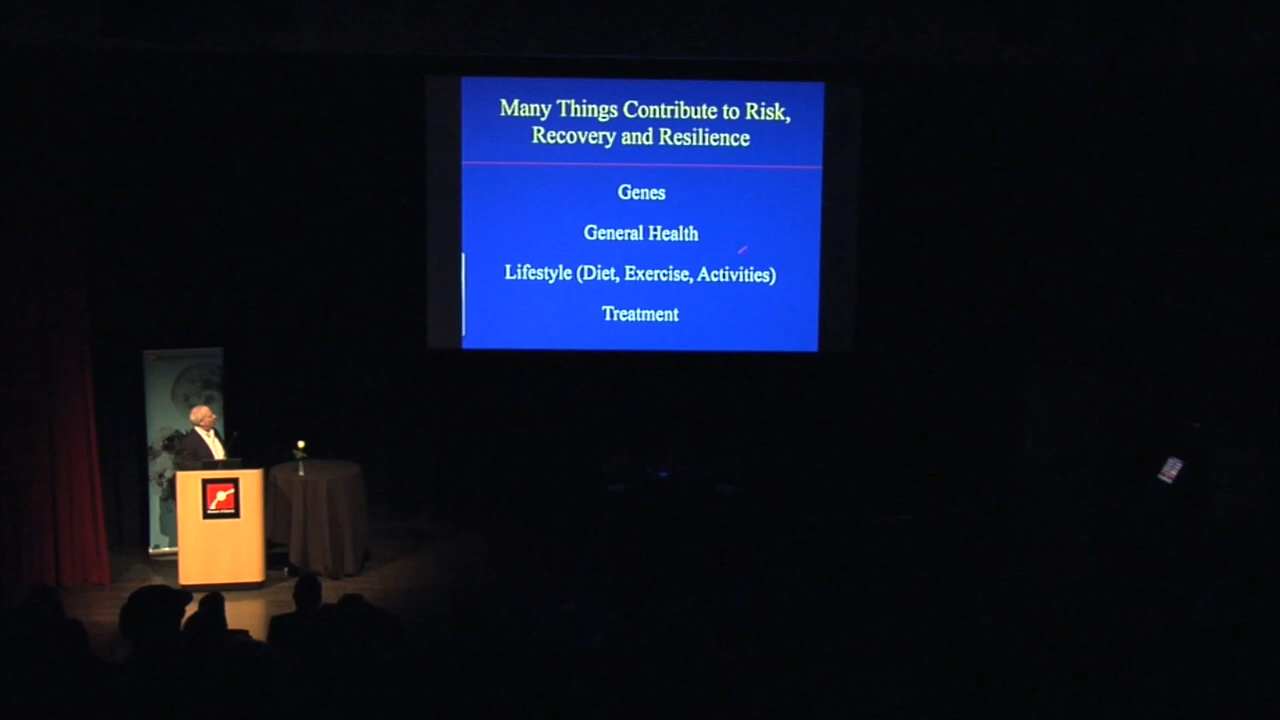 Many Things Contribute to Risk,
Recovery and Resilience
Genes
General Health
Lifestyle (Diet, Exercise, Activities)
Treatment